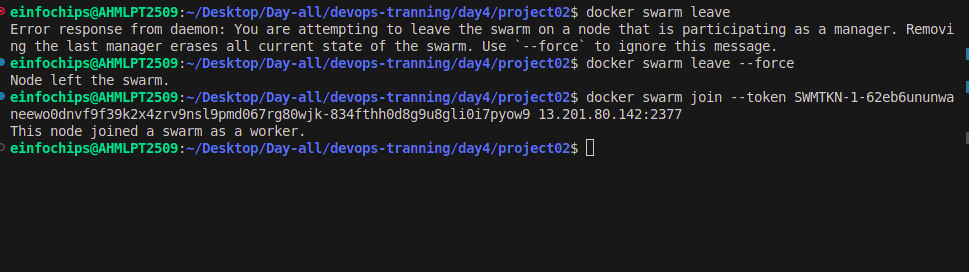 einfochips@AHMLPT2509:~/Desktop/Day-all/devops-tranning/day4/project02$ docker swarm leave
Error response from daemon: You are attempting to leave the swarm on a node that is participating as a manager. Removi
ng the last manager erases all current state of the swarm. Use `--force` to ignore this message.
einfochips@AHMLPT2509:~/Desktop/Day-all/devops-tranning/day4/project02$ docker swarm leave --force
Node left the swarm.
einfochips@AHMLPT2509:~/Desktop/Day-all/devops-tranning/day4/project02$ docker swarm join --token SWMTKN-1-62eb6ununwa
neewo0dnvf9f39k2x4zrv9nsl9pmd067rg80wjk-834fthh0d8g9u8gli0i7pyow9 13.201.80.142:2377
This node joined a swarm as a worker.
einfochips@AHMLPT2509:~/Desktop/Day-all/devops-tranning/day4/project02$